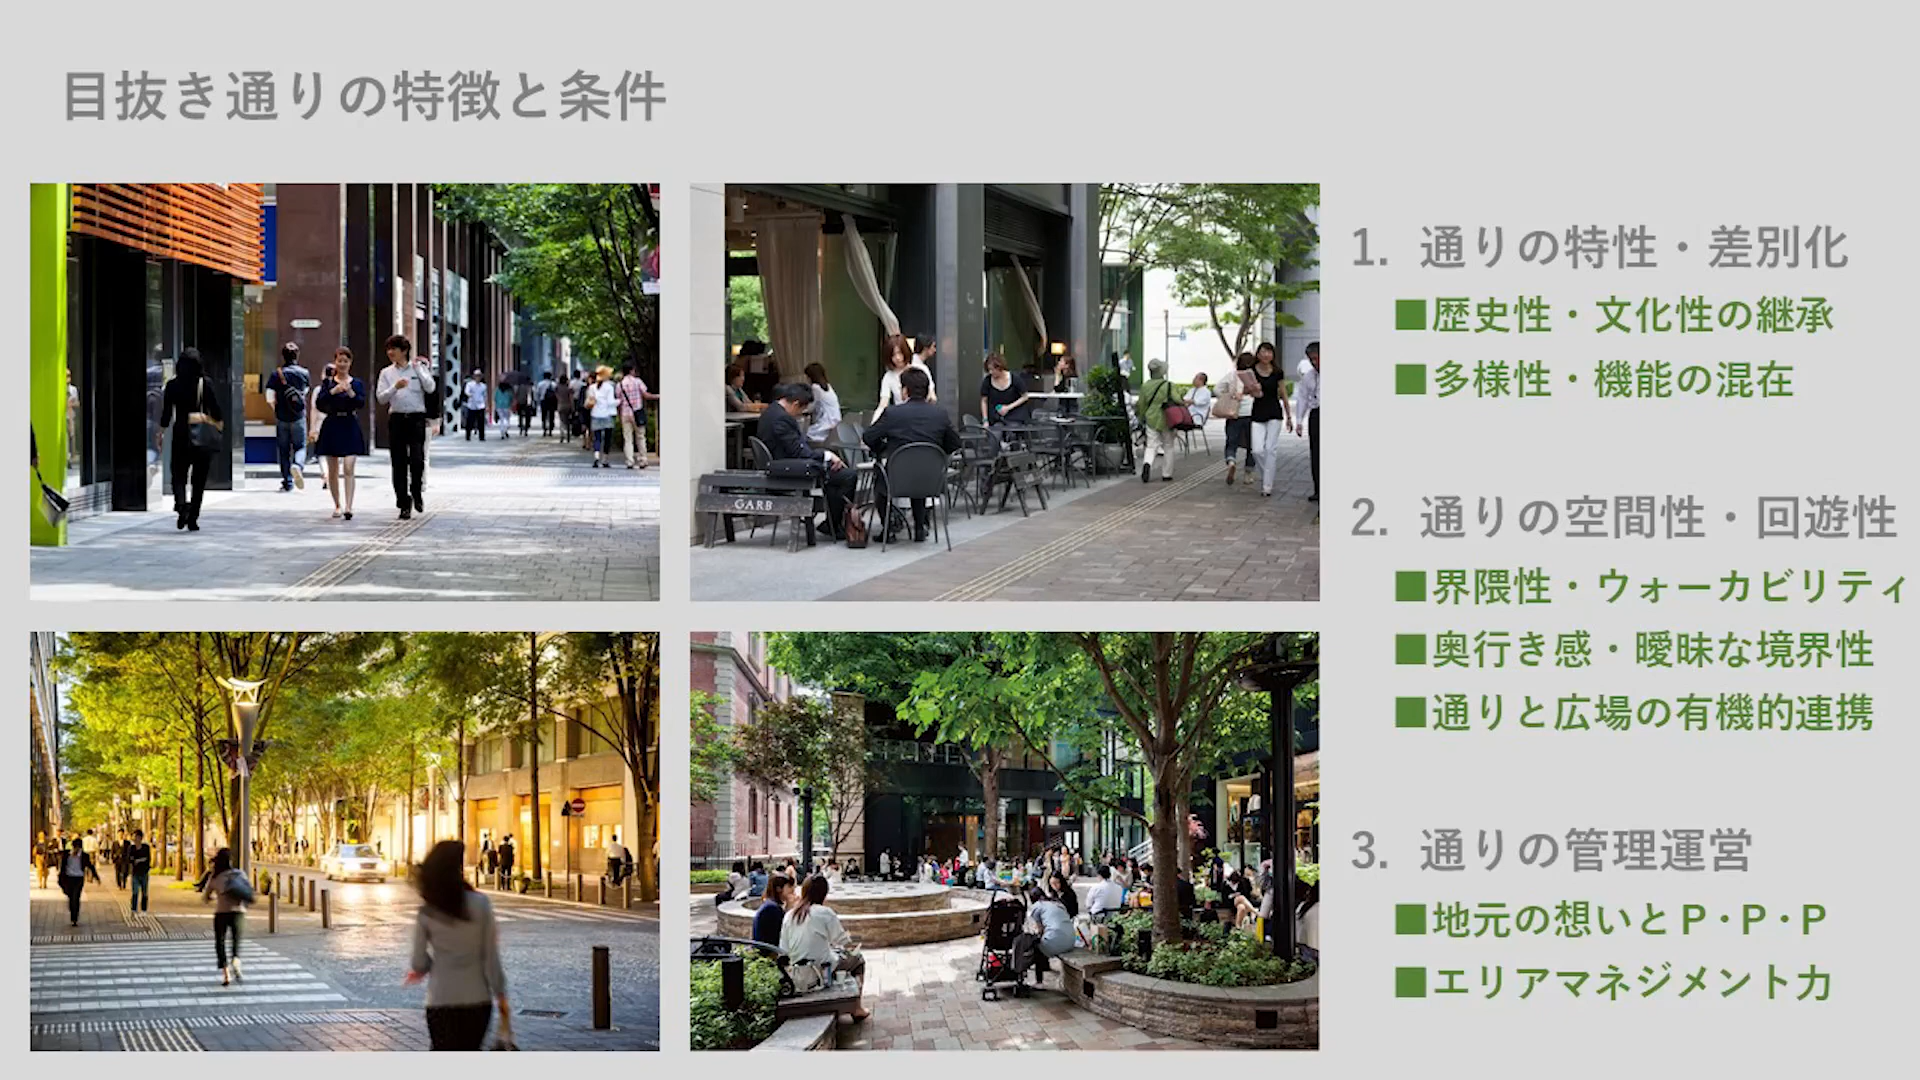 目抜き通りの特徴と条件
GARB
1. 通りの特性・差別化
■歴史性・文化性の継承
■多様性・機能の混在
2. 通りの空間性・回遊性
■界隈性・ウォーカビリティ
■奥行き感・曖昧な境界性
■通りと広場の有機的連携
3. 通りの管理運営
■地元の想いとP・P・P
■エリアマネジメント力